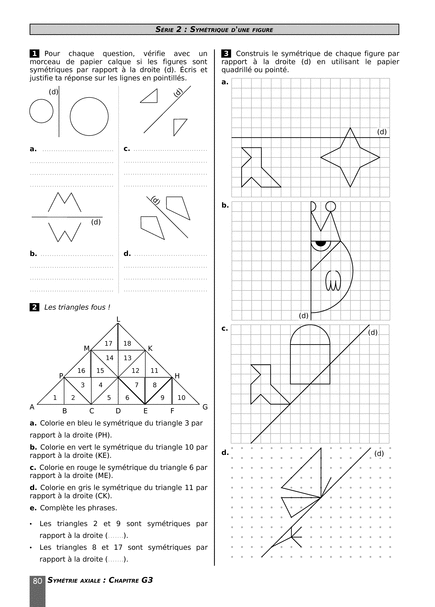 Série 2 : Symétrique d'une figure
1 Pour chaque question, vérifie avec un
morceau de papier calque si les figures sont
symétriques par rapport à la droite (d). Écris et
justifie ta réponse sur les lignes en pointillés.
(d)
(d)
a.
c.
(d)
(d)
b.
d.
2 Les triangles fous !
L
17 18
M K
14 13
16 15 12 11
P H
3 4 7 8
1 2 5 6 9 10
A B C D E F G
a. Colorie en bleu le symétrique du triangle 3 par
rapport à la droite (PH).
b. Colorie en vert le symétrique du triangle 10 par
rapport à la droite (KE).
c. Colorie en rouge le symétrique du triangle 6 par
rapport à la droite (ME).
d. Colorie en gris le symétrique du triangle 11 par
rapport à la droite (CK).
e. Complète les phrases.
• Les triangles 2 et 9 sont symétriques par
rapport à la droite (......).
• Les triangles 8 et 17 sont symétriques par
rapport à la droite (......).
3 Construis le symétrique de chaque figure par
rapport à la droite (d) en utilisant le papier
quadrillé ou pointé.
a.
(d)
b.
(d)
c.
(d)
d.
(d)
80 Symétrie axiale : Chapitre G3